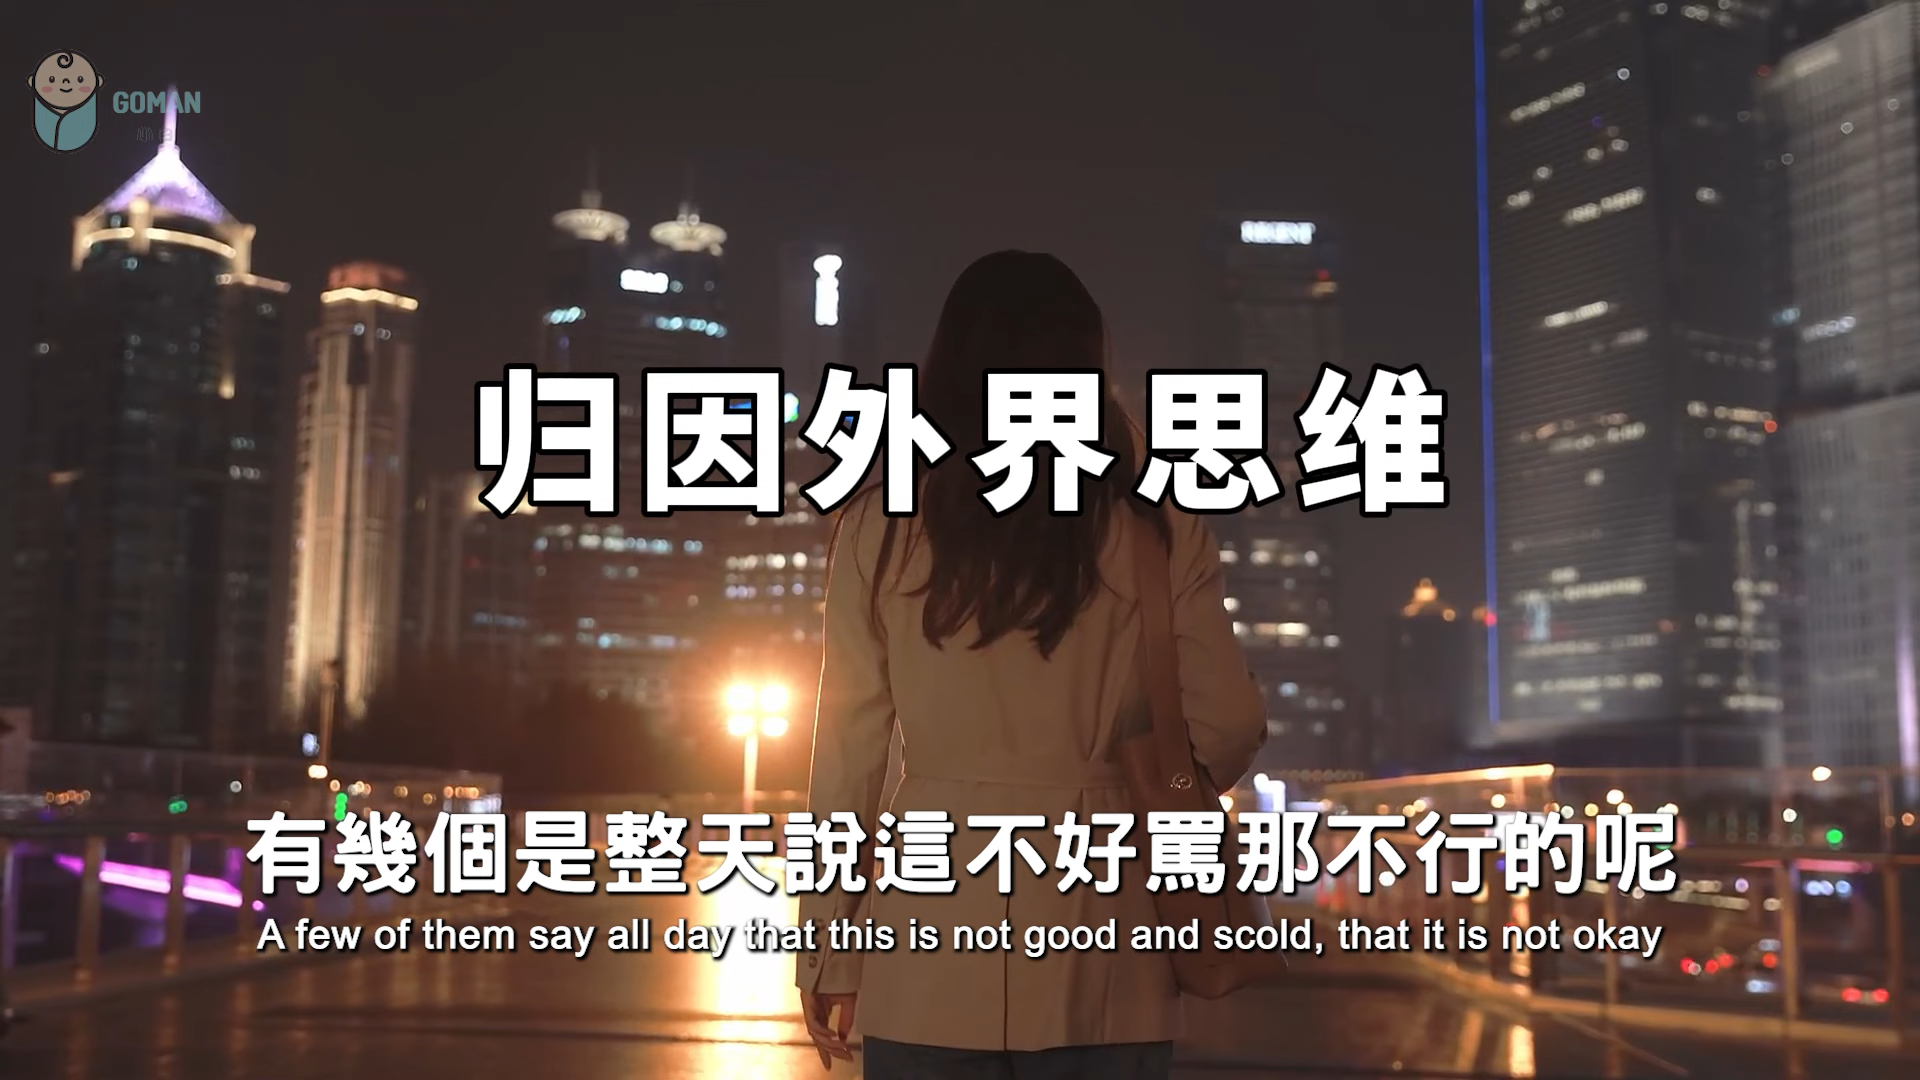 GOMAN
归因外界思维
有幾個是整天說這不好罵那不行的呢
A few of them say all day that this is not good and scold, that it is not okay